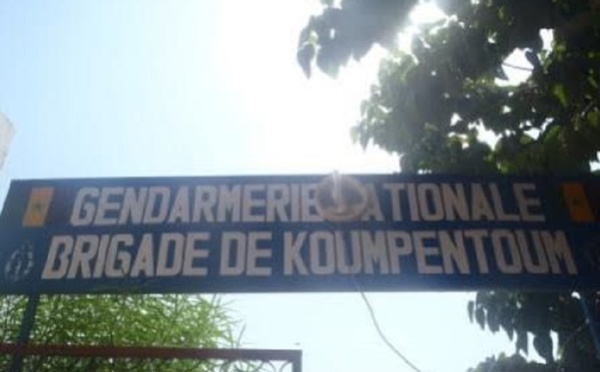 GENDARMERIE NATIONALE
BRIGADE DE KOUMPENTOUM